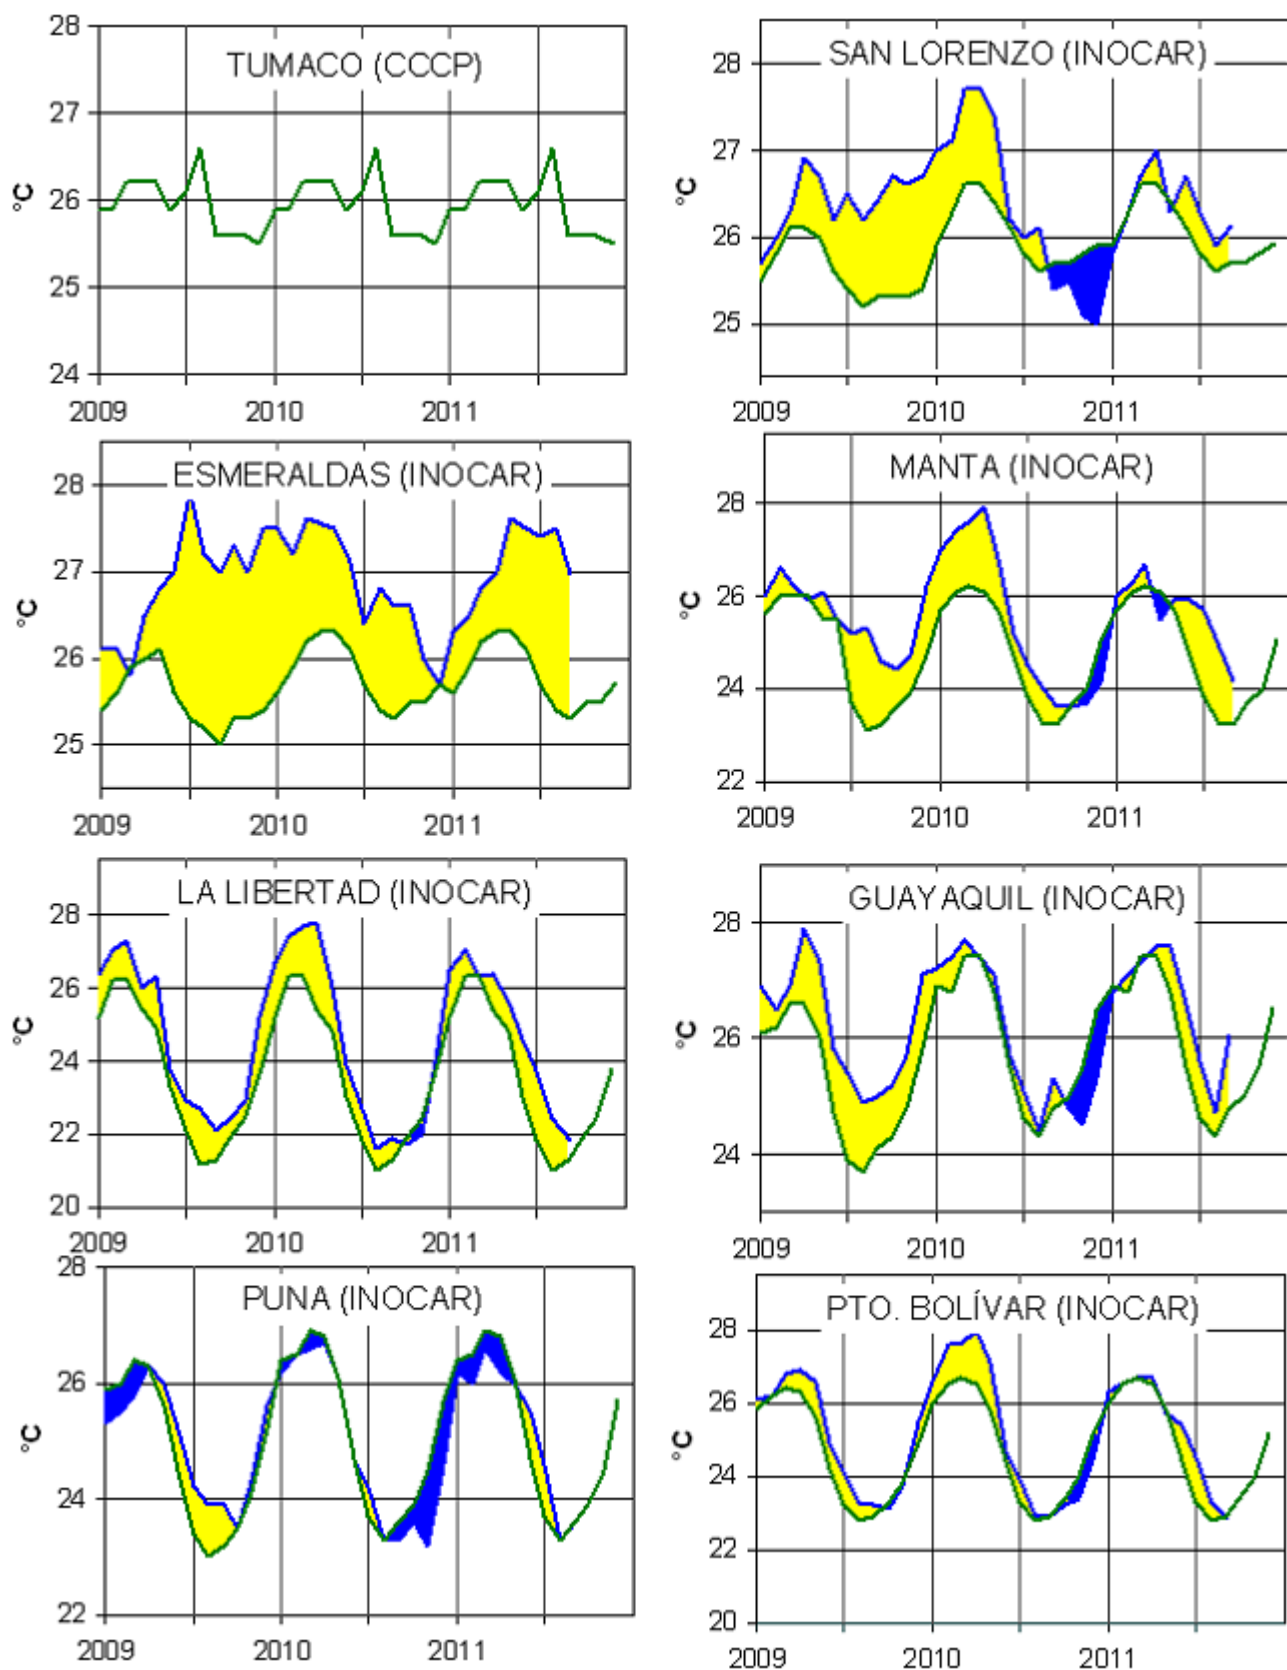 TUMACO (CCCP)
°C
28
27
26
25
24
2009 2010 2011
SAN LORENZO (INOCAR)
°C
28
27
26
25
2009 2010 2011
ESMERALDAS (INOCAR)
°C
28
27
26
25
2009 2010 2011
MANTA (INOCAR)
°C
28
26
24
22
2009 2010 2011
LA LIBERTAD (INOCAR)
°C
28
26
24
22
20
2009 2010 2011
GUAYAQUIL (INOCAR)
°C
28
26
24
2009 2010 2011
PUNA (INOCAR)
°C
28
26
24
22
2009 2010 2011
PTO. BOLÍVAR (INOCAR)
°C
28
26
24
22
20
2009 2010 2011